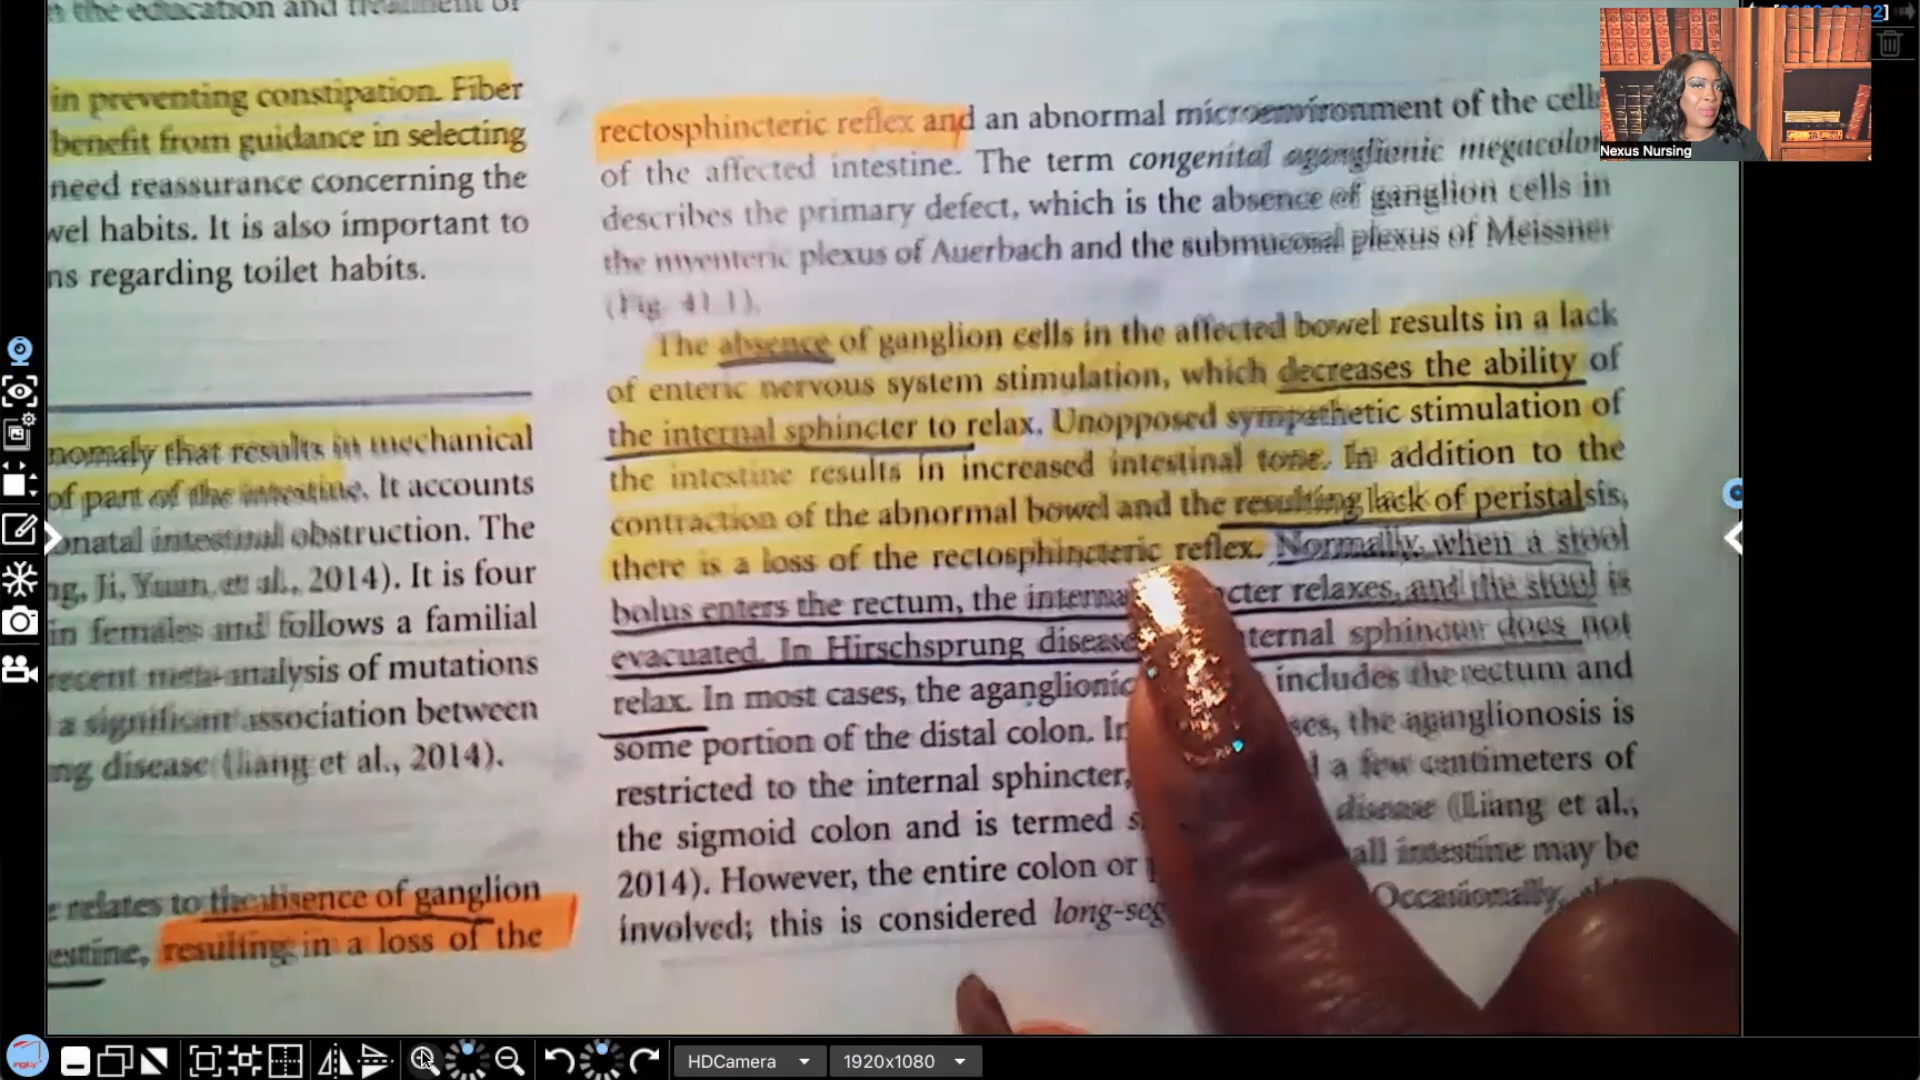 n the education and treatment of
in preventing constipation. Fiber
benefit from guidance in selecting
need reassurance concerning the
wel habits. It is also important to
ns regarding toilet habits.
nomaly that results in mechanical
of part of the intestine. It accounts
onatal intestinal obstruction. The
ng, Ji, Yuan, et al., 2014). It is four
in females and follows a familial
recent meta-analysis of mutations
a significant association between
ng disease (Liang et al., 2014).
e relates to the absence of ganglion
estine, resulting in a loss of the
rectosphincteric reflex and an abnormal microenvironment of the cells
of the affected intestine. The term congenital aganglionic megacolon
describes the primary defect, which is the absence of ganglion cells in
the myenteric plexus of Auerbach and the submucosal plexus of Meissner
(Fig. 41.1).
The absence of ganglion cells in the affected bowel results in a lack
of enteric nervous system stimulation, which decreases the ability of
the internal sphincter to relax. Unopposed sympathetic stimulation of
the intestine results in increased intestinal tone. In addition to the
contraction of the abnormal bowel and the resulting lack of peristalsis,
there is a loss of the rectosphincteric reflex. Normally, when a stool
bolus enters the rectum, the interna cter relaxes, and the stool is
evacuated. In Hirschsprung disease ternal sphincter does not
relax. In most cases, the aganglionic includes the rectum and
some portion of the distal colon. In ses, the aganglionosis is
restricted to the internal sphincter, a few centimeters of
the sigmoid colon and is termed s disease (Liang et al.,
2014). However, the entire colon or all intestine may be
involved; this is considered long-seg Occasionally,
Nexus Nursing
HDCamera
1920x1080